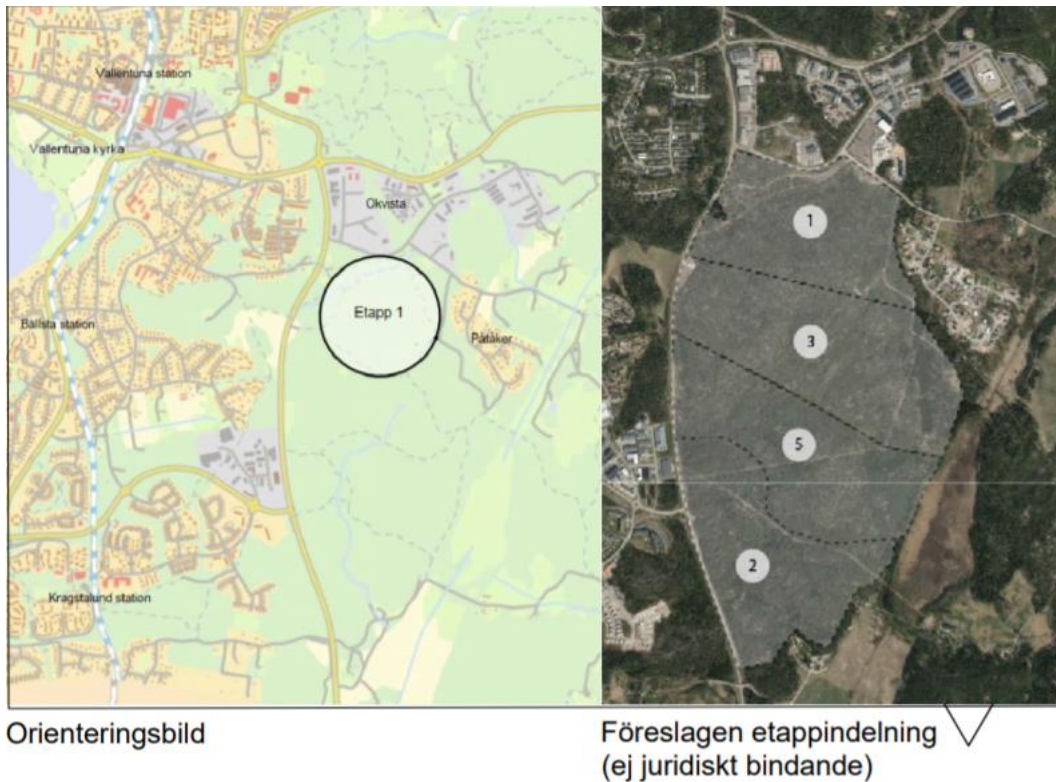 Vallentuna station
Vallentuna kyrka
Okvista
Etapp 1
Bällsta station
Påtåker
Kragstalund station
1
3
5
2
Orienteringsbild
Föreslagen etappindelning
(ej juridiskt bindande)